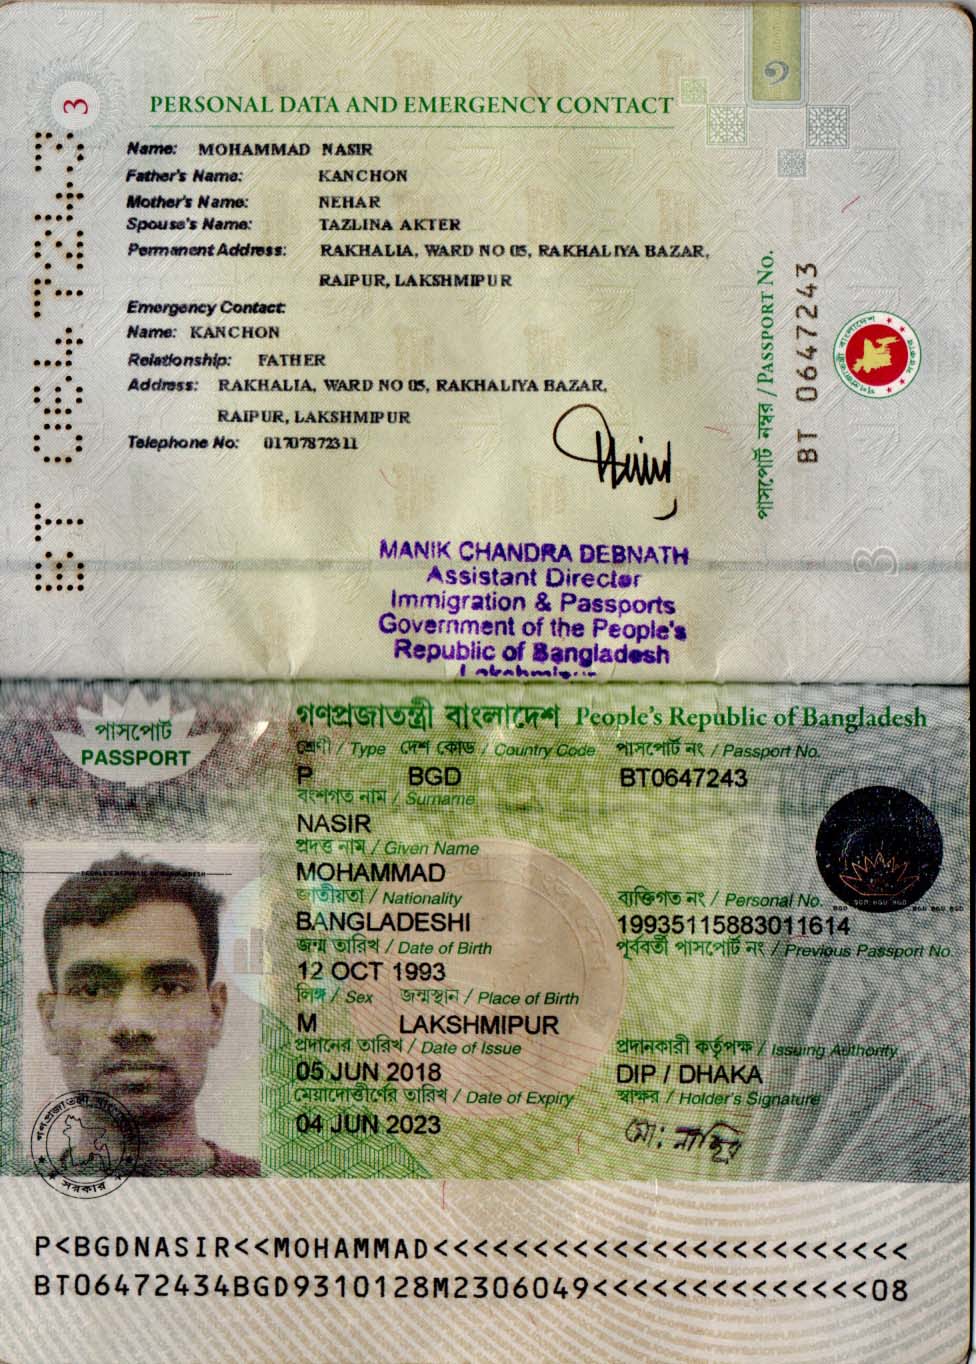 3
PERSONAL DATA AND EMERGENCY CONTACT
Name: MOHAMMAD NASIR
Father's Name: KANCHON
Mother's Name: NEHAR
Spouse's Name: TAZLINA AKTER
Permanent Address: RAKHALIA, WARD NO 05, RAKHALIYA BAZAR,
RAIPUR, LAKSHMIPUR
Emergency Contact:
Name: KANCHON
Relationship: FATHER
Address: RAKHALIA, WARD NO 05, RAKHALIYA BAZAR,
RAIPUR, LAKSHMIPUR
Telephone No: 01707872311
পাসপোর্ট নম্বর / PASSPORT No.
BT 0647243
BT 0647243
MANIK CHANDRA DEBNATH
Assistant Director
Immigration & Passports
Government of the People's
Republic of Bangladesh
Lakshmipur
পাসপোর্ট
PASSPORT
গণপ্রজাতন্ত্রী বাংলাদেশ People's Republic of Bangladesh
শ্রেণী / Type দেশ কোড / Country Code পাসপোর্ট নং / Passport No.
P BGD BT0647243
বংশগত নাম / Surname
NASIR
প্রদত্ত নাম / Given Name
MOHAMMAD
জাতীয়তা / Nationality ব্যক্তিগত নং / Personal No.
BANGLADESHI 19935115883011614
জন্ম তারিখ / Date of Birth পূর্ববর্তী পাসপোর্ট নং / Previous Passport No.
12 OCT 1993
লিঙ্গ / Sex জন্মস্থান / Place of Birth
M LAKSHMIPUR
প্রদানের তারিখ / Date of Issue প্রদানকারী কর্তৃপক্ষ / Issuing Authority
05 JUN 2018 DIP / DHAKA
মেয়াদোত্তীর্ণের তারিখ / Date of Expiry স্বাক্ষর / Holder's Signature
04 JUN 2023 মো: নাছির
P<BGDNASIR<<MOHAMMAD<<<<<<<<<<<<<<<<<<<<<<<<
BT06472434BGD9310128M2306049<<<<<<<<<<<<<<08